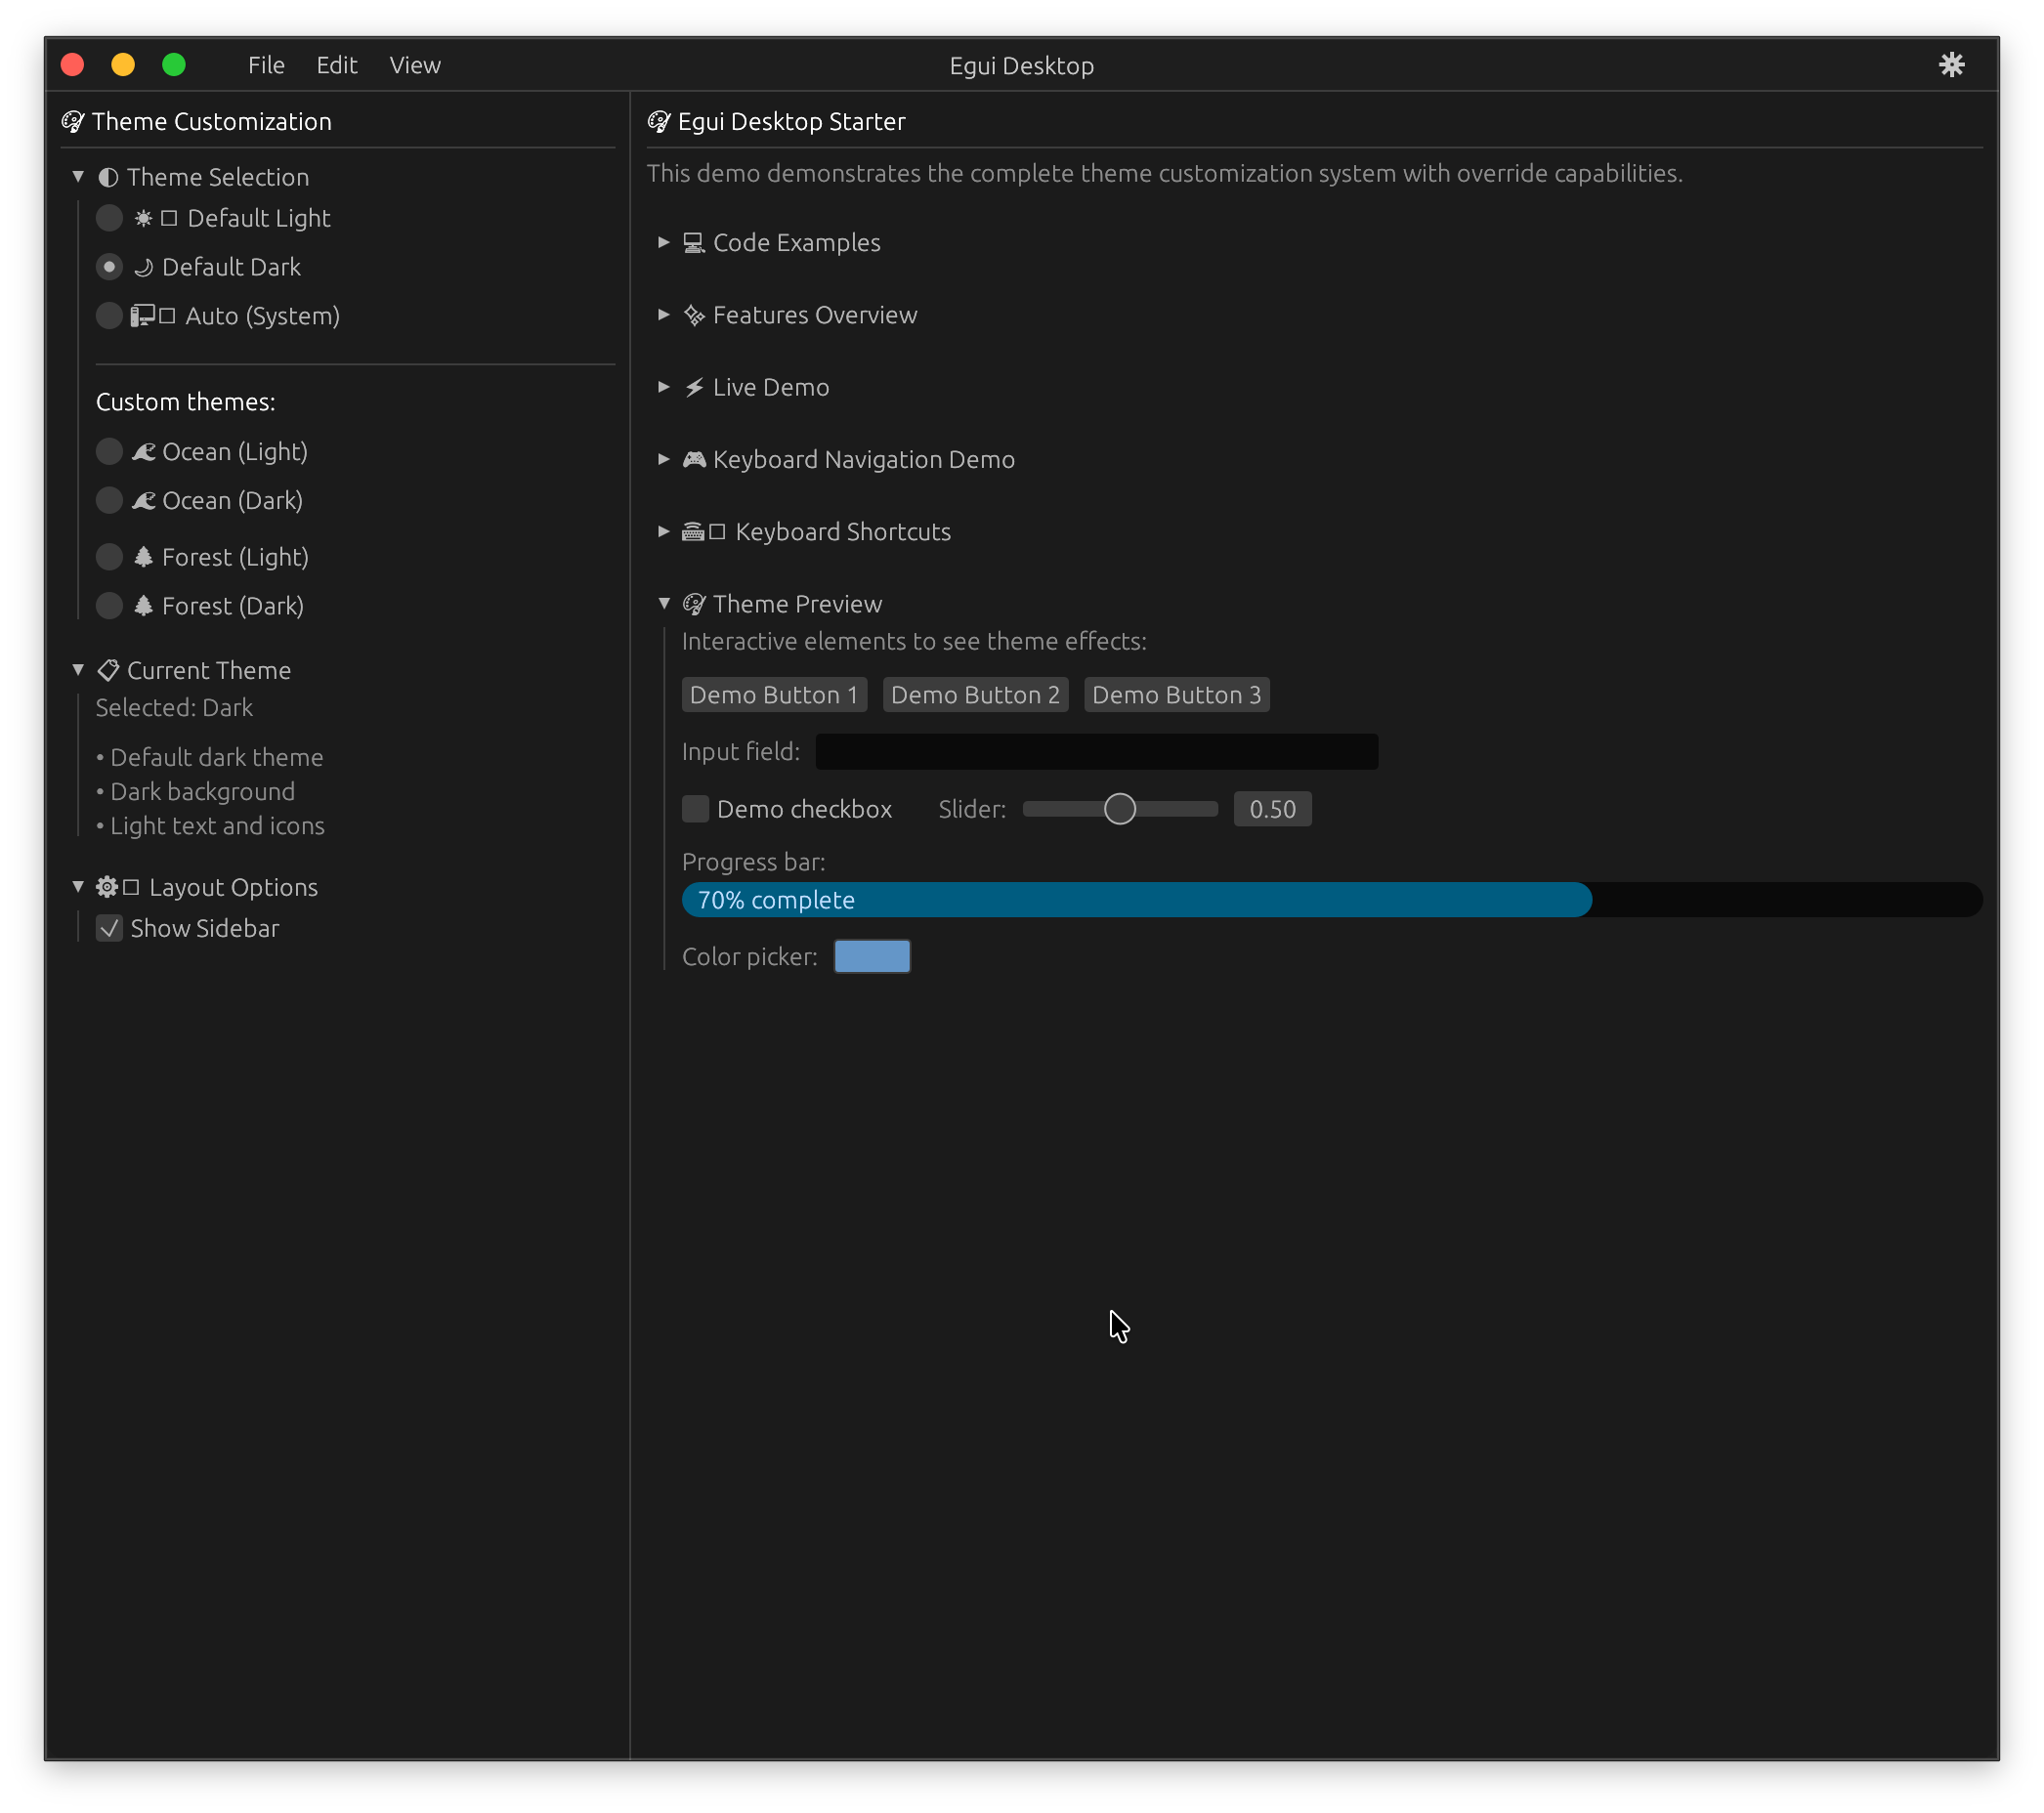 File Edit View Egui Desktop
Theme Customization
Theme Selection
Default Light
Default Dark
Auto (System)
Custom themes:
Ocean (Light)
Ocean (Dark)
Forest (Light)
Forest (Dark)
Current Theme
Selected: Dark
• Default dark theme
• Dark background
• Light text and icons
Layout Options
Show Sidebar
Egui Desktop Starter
This demo demonstrates the complete theme customization system with override capabilities.
Code Examples
Features Overview
Live Demo
Keyboard Navigation Demo
Keyboard Shortcuts
Theme Preview
Interactive elements to see theme effects:
Demo Button 1 Demo Button 2 Demo Button 3
Input field:
Demo checkbox Slider: 0.50
Progress bar:
70% complete
Color picker: